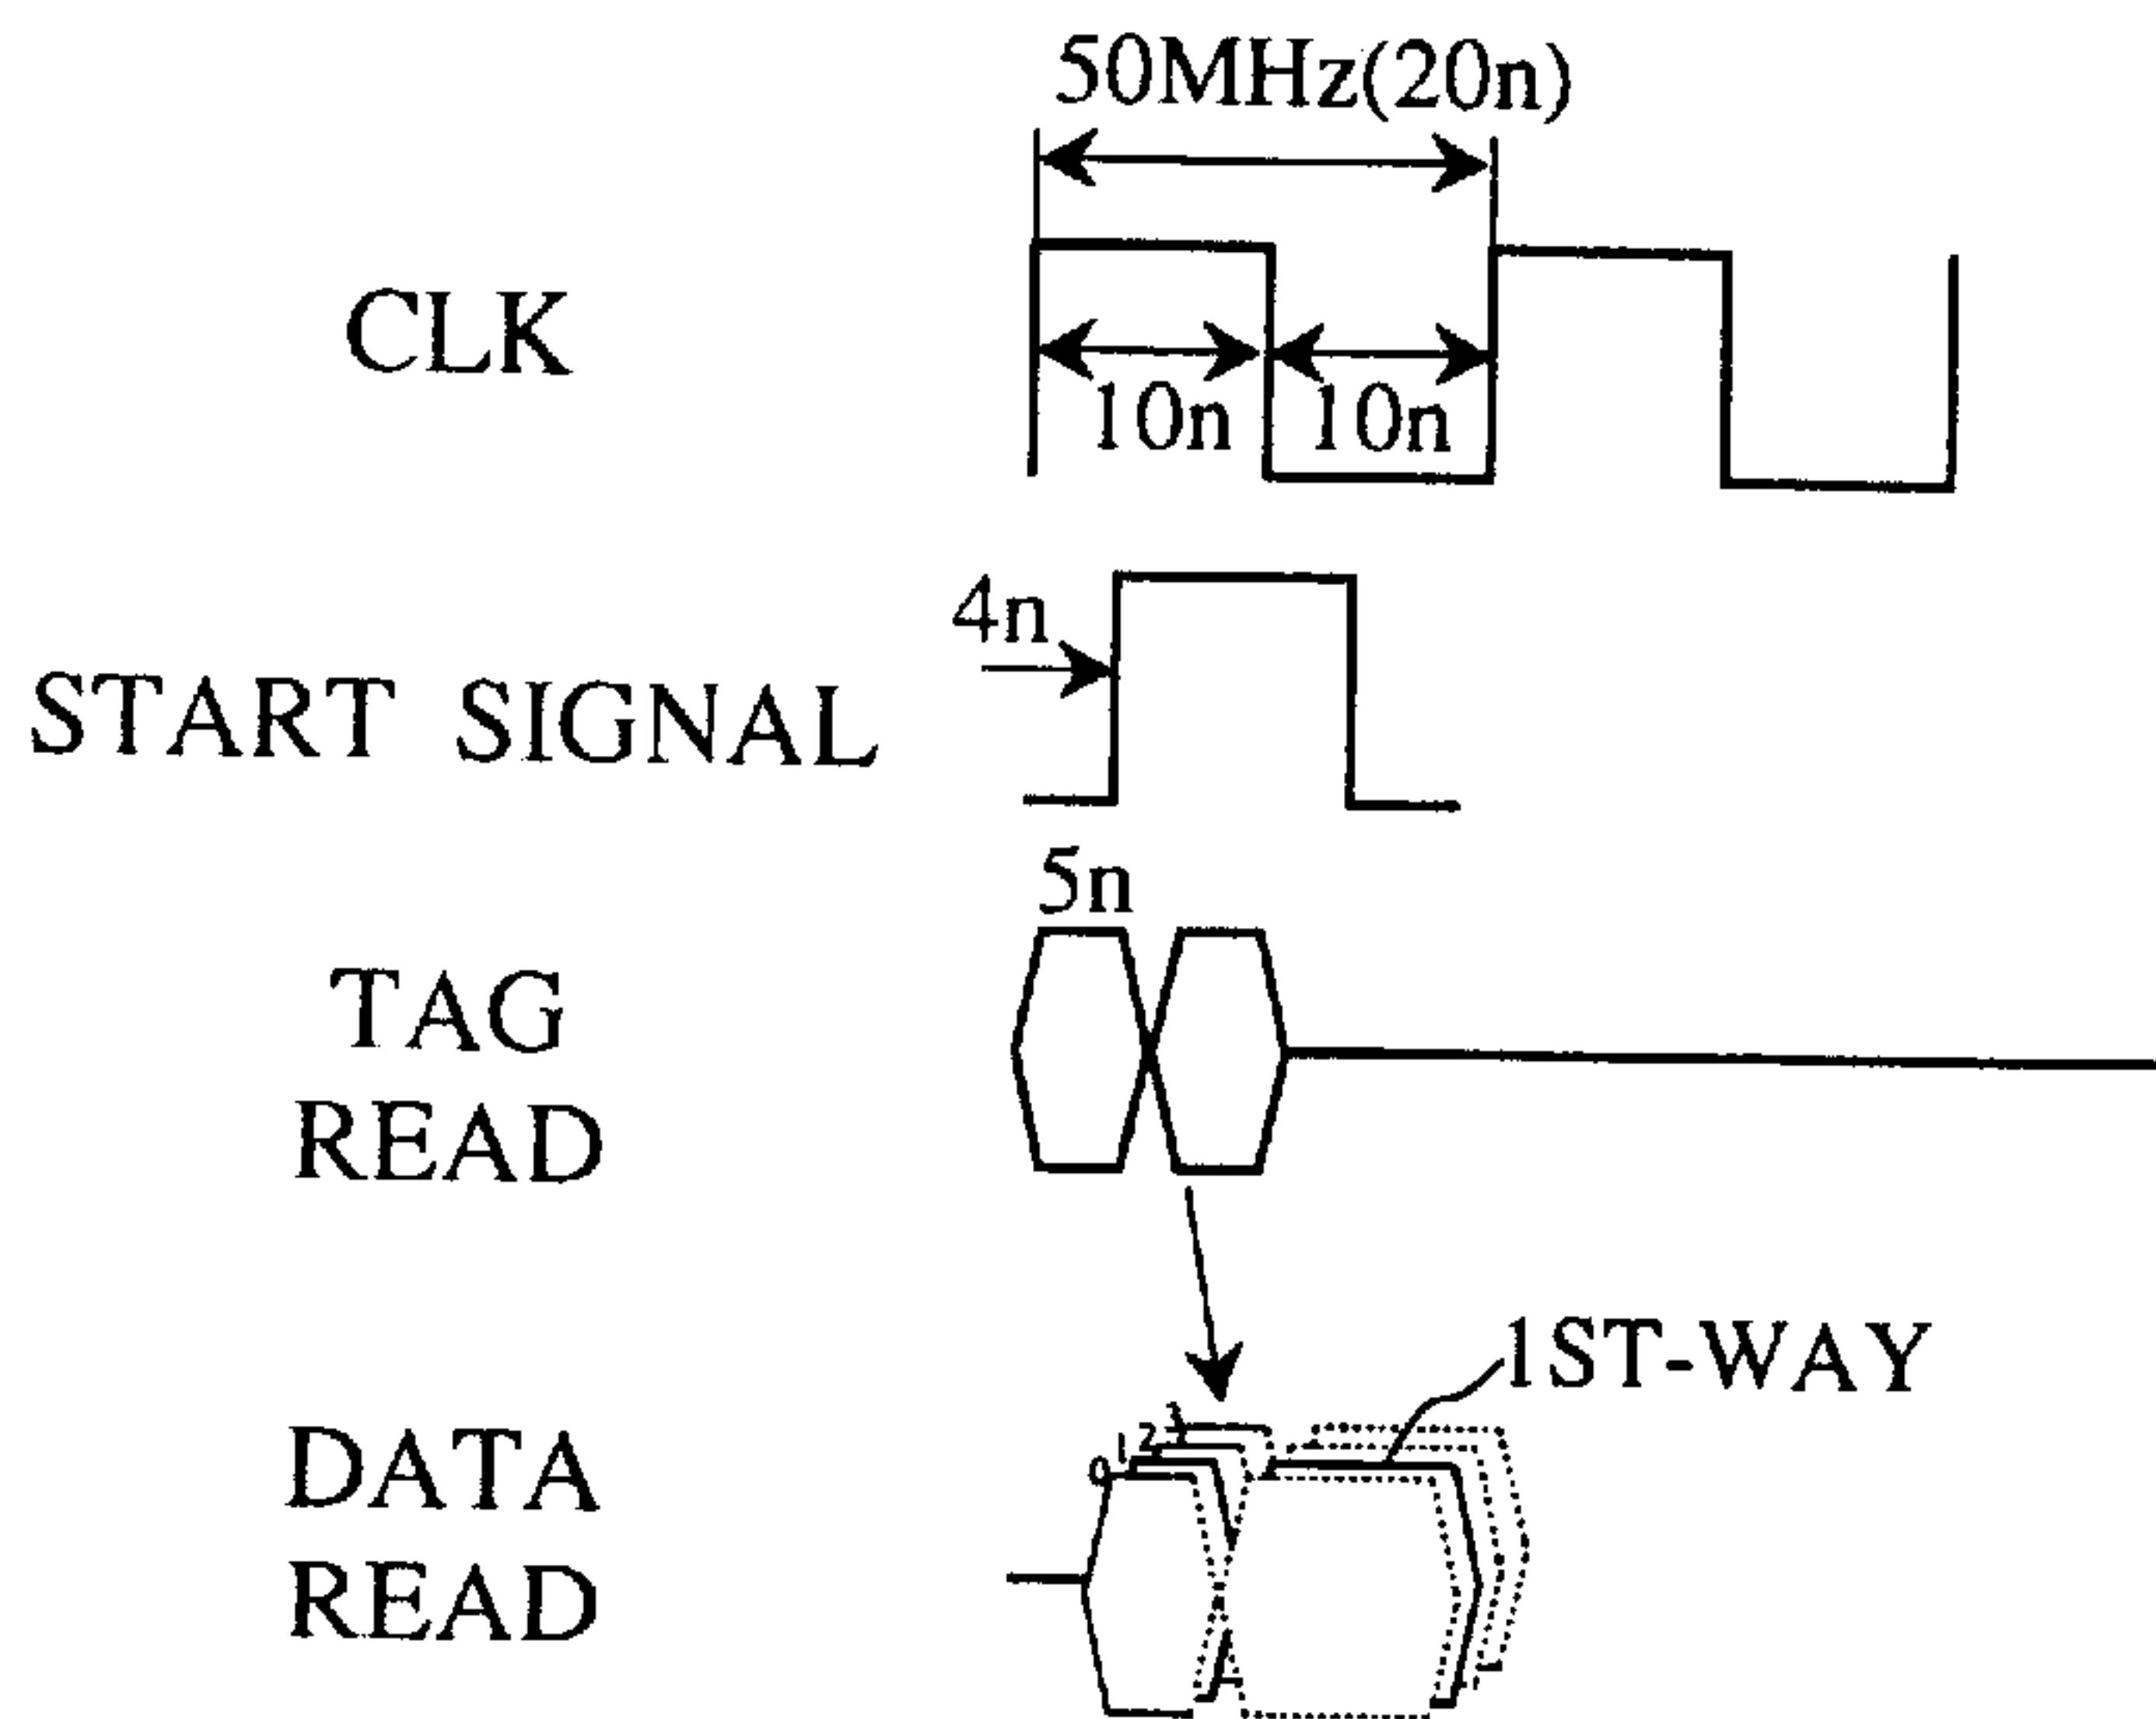 50MHz(20n)
CLK
10n 10n
4n
START SIGNAL
5n
TAG
READ
1ST-WAY
DATA
READ
0 1 2 3